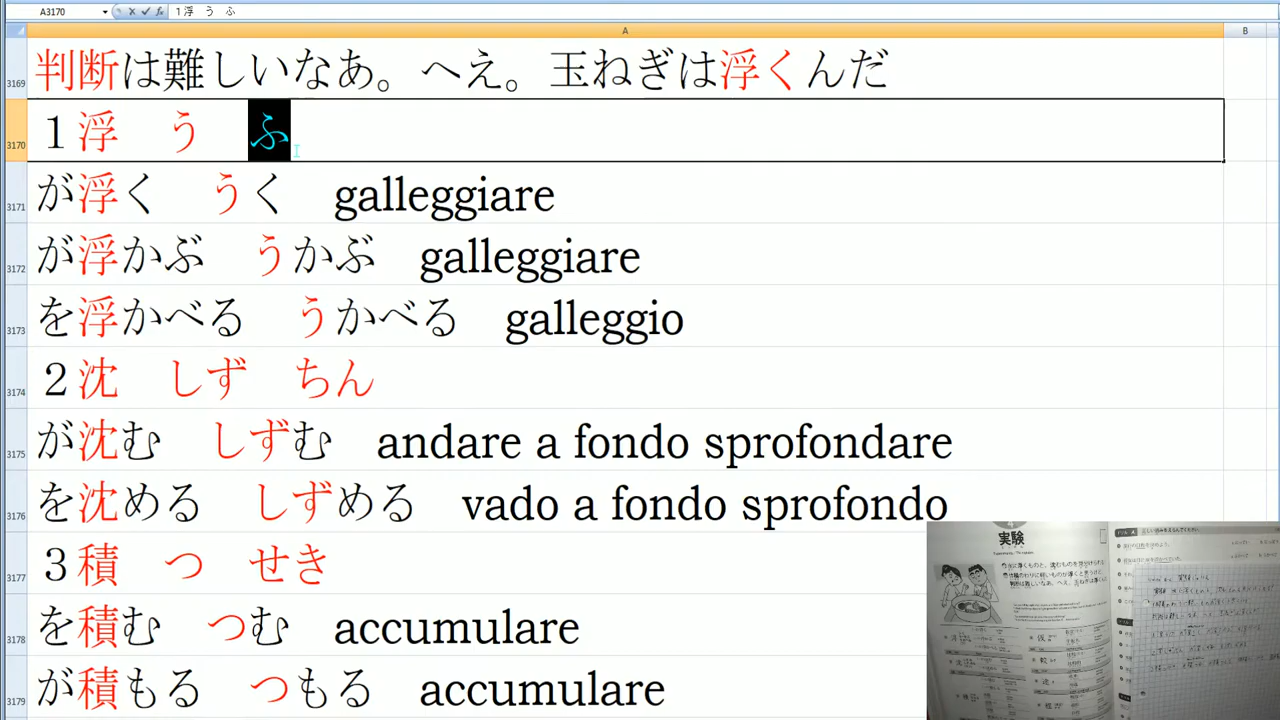 A3170 1浮 う ふ
A B
3169 判断は難しいなあ。へえ。玉ねぎは浮くんだ
3170 1浮 う ふ
3171 が浮く うく galleggiare
3172 が浮かぶ うかぶ galleggiare
3173 を浮かべる うかべる galleggio
3174 2沈 しず ちん
3175 が沈む しずむ andare a fondo sprofondare
3176 を沈める しずめる vado a fondo sprofondo
3177 3積 つ せき
3178 を積む つむ accumulare
3179 が積もる つもる accumulare
実験